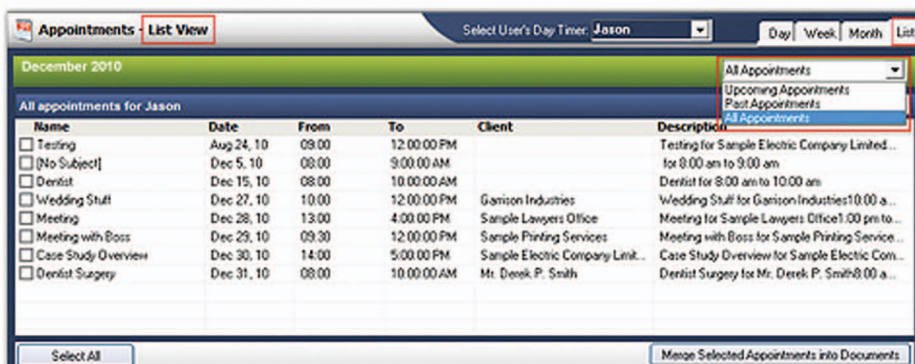 Appointments - List View Select User's Day Timer: Jason Day Week Month List
December 2010 All Appointments
Upcoming Appointments
Past Appointments
All Appointments
All appointments for Jason
Name Date From To Client Description
Testing Aug 24, 10 09:00 12:00:00 PM Testing for Sample Electric Company Limited...
[No Subject] Dec 5, 10 08:00 9:00:00 AM for 8:00 am to 9:00 am
Dentist Dec 15, 10 08:00 10:00:00 AM Dentist for 8:00 am to 10:00 am
Wedding Stuff Dec 27, 10 10:00 12:00:00 PM Garrison Industries Wedding Stuff for Garrison Industries10:00 a...
Meeting Dec 28, 10 13:00 4:00:00 PM Sample Lawyers Office Meeting for Sample Lawyers Office1:00 pm to...
Meeting with Boss Dec 29, 10 09:30 12:00:00 PM Sample Printing Services Meeting with Boss for Sample Printing Service...
Case Study Overview Dec 30, 10 14:00 5:00:00 PM Sample Electric Company Limit... Case Study Overview for Sample Electric Com...
Dentist Surgery Dec 31, 10 08:00 10:00:00 AM Mr. Derek P. Smith Dentist Surgery for Mr. Derek P. Smith8:00 a...
Select All Merge Selected Appointments into Documents